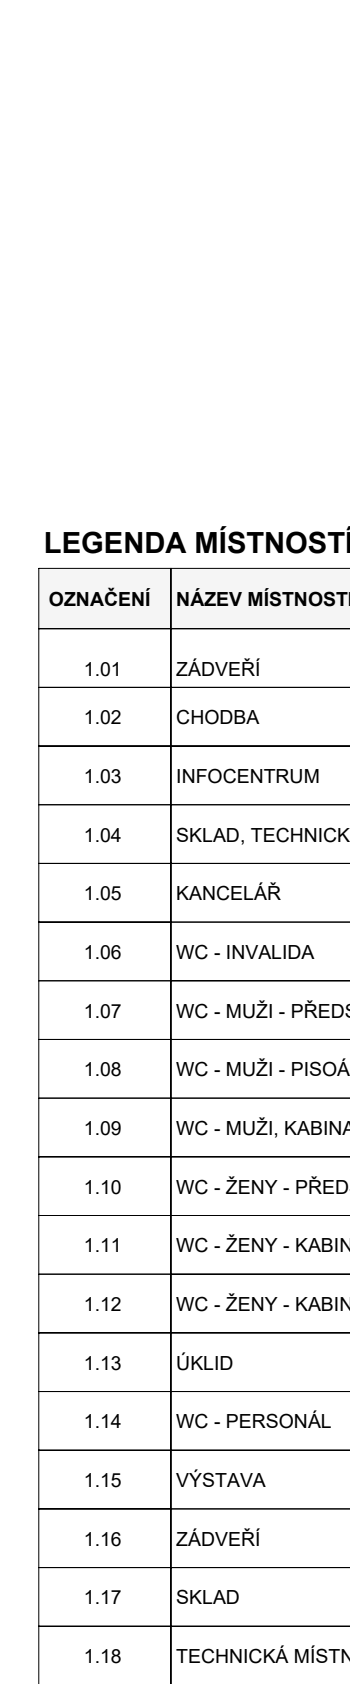 LEGENDA MÍSTNOSTÍ
OZNAČENÍ NÁZEV MÍSTNOSTI
1.01 ZÁDVEŘÍ
1.02 CHODBA
1.03 INFOCENTRUM
1.04 SKLAD, TECHNICK
1.05 KANCELÁŘ
1.06 WC - INVALIDA
1.07 WC - MUŽI - PŘEDS
1.08 WC - MUŽI - PISOÁ
1.09 WC - MUŽI, KABINA
1.10 WC - ŽENY - PŘED
1.11 WC - ŽENY - KABIN
1.12 WC - ŽENY - KABIN
1.13 ÚKLID
1.14 WC - PERSONÁL
1.15 VÝSTAVA
1.16 ZÁDVEŘÍ
1.17 SKLAD
1.18 TECHNICKÁ MÍSTN